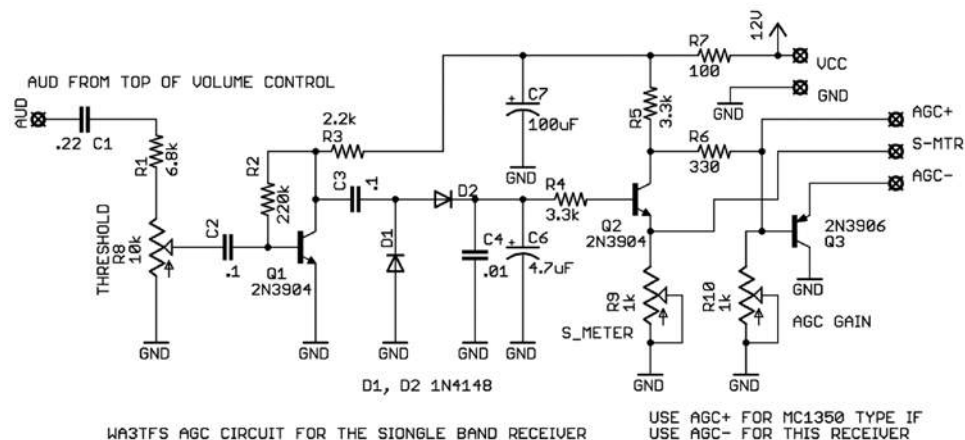 12V
R7
100
VCC
AUD FROM TOP OF VOLUME CONTROL
GND
AUD
.22 C1
R1
6.8k
2.2k
R3
C7
100uF
R5
3.3k
AGC+
R6
330
S-MTR
R2
220k
C3 .1
D2
R4
3.3k
AGC-
THRESHOLD
R8
10k
C2
.1
Q1
2N3904
D1
C4
.01
C6
4.7uF
GND
Q2
2N3904
2N3906
Q3
GND
R9
1k
S_METER
R10
1k
AGC GAIN
GND GND GND GND GND GND GND
D1, D2 1N4148
WA3TFS AGC CIRCUIT FOR THE SIONGLE BAND RECEIVER
USE AGC+ FOR MC1350 TYPE IF
USE AGC- FOR THIS RECEIVER